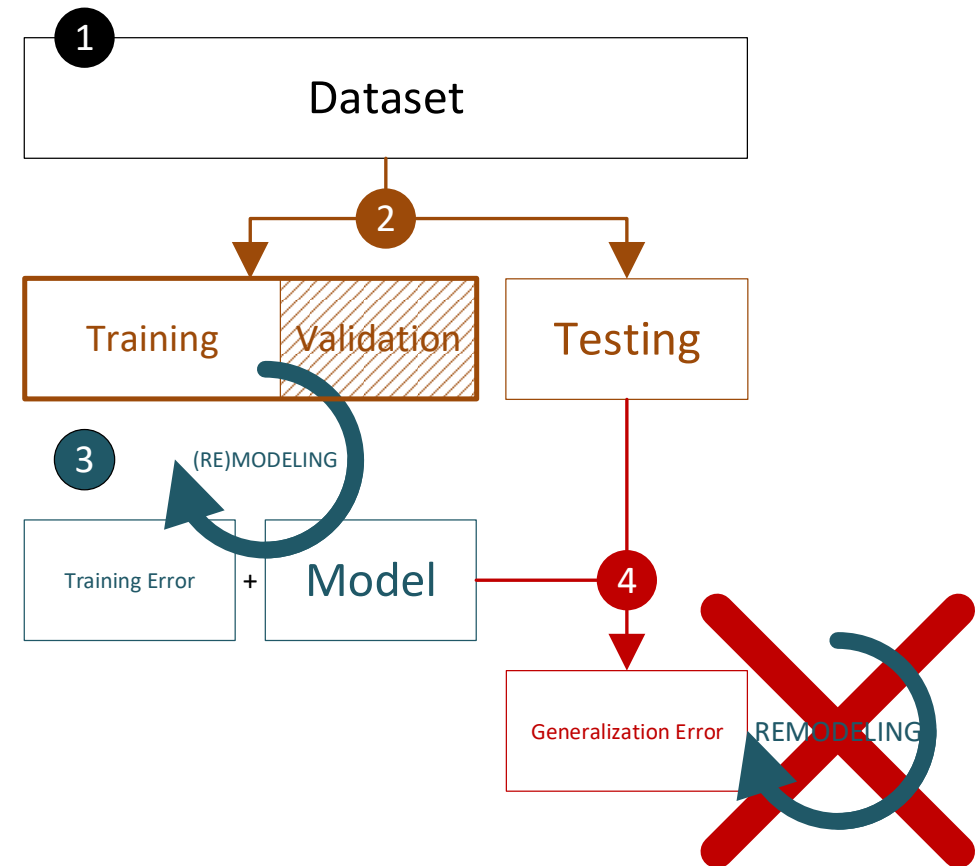 1
Dataset
2
Training
Validation
Testing
3
(RE)MODELING
Training Error
+
Model
4
Generalization Error
REMODELING